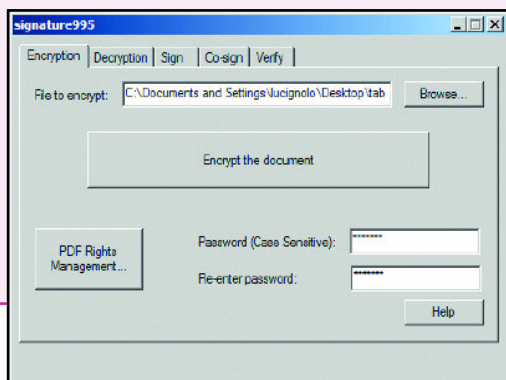 signature995
Encryption Decryption Sign Co-sign Verify
File to encrypt: C:\Documents and Settings\lucignolo\Desktop\tab Browse...
Encrypt the document
PDF Rights
Management...
Password (Case Sensitive): *******
Re-enter password: *******
Help